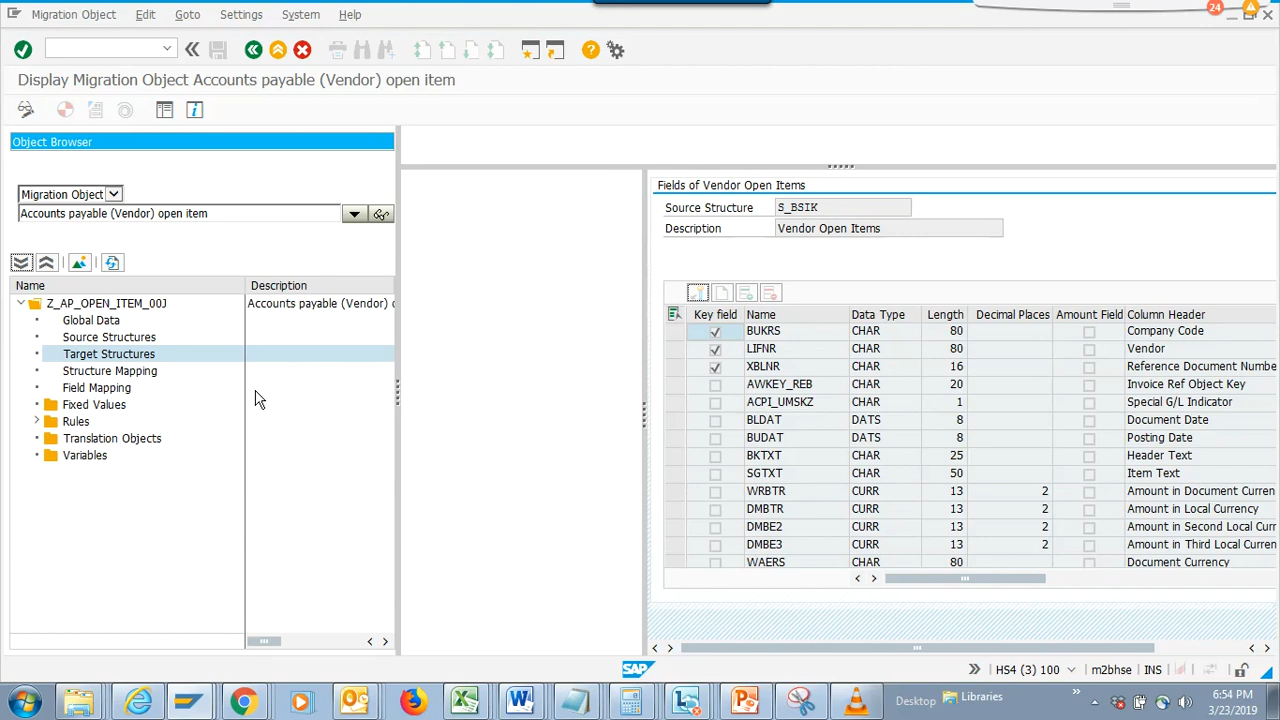 24
Migration Object Edit Goto Settings System Help
Display Migration Object Accounts payable (Vendor) open item
Object Browser
Migration Object
Accounts payable (Vendor) open item
Name Description
Z_AP_OPEN_ITEM_00J Accounts payable (Vendor)
Global Data
Source Structures
Target Structures
Structure Mapping
Field Mapping
Fixed Values
Rules
Translation Objects
Variables
Fields of Vendor Open Items
Source Structure S_BSIK
Description Vendor Open Items
Key field Name Data Type Length Decimal Places Amount Field Column Header
BUKRS CHAR 80 Company Code
LIFNR CHAR 80 Vendor
XBLNR CHAR 16 Reference Document Numbe
AWKEY_REB CHAR 20 Invoice Ref Object Key
ACPI_UMSKZ CHAR 1 Special G/L Indicator
BLDAT DATS 8 Document Date
BUDAT DATS 8 Posting Date
BKTXT CHAR 25 Header Text
SGTXT CHAR 50 Item Text
WRBTR CURR 13 2 Amount in Document Curren
DMBTR CURR 13 2 Amount in Local Currency
DMBE2 CURR 13 2 Amount in Second Local Curr
DMBE3 CURR 13 2 Amount in Third Local Curren
WAERS CHAR 80 Document Currency
SAP
HS4 (3) 100 m2bhse INS
Desktop Libraries
6:54 PM
3/23/2019